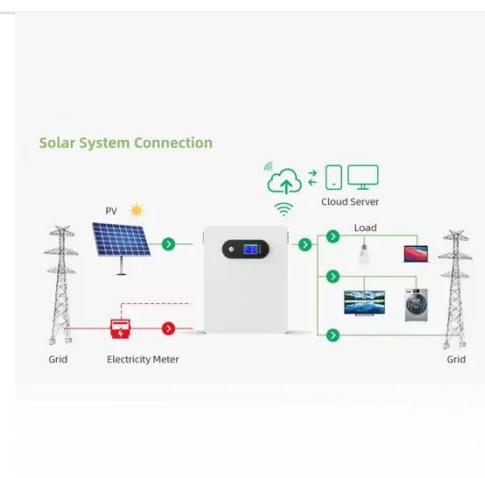 Solar System Connection
Cloud Server
PV
Load
Grid
Electricity Meter
Grid